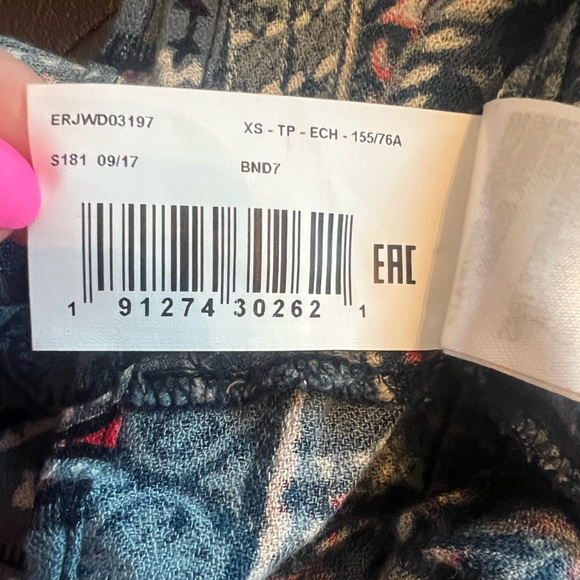 ERJWD03197 XS - TP - ECH - 155/76A
S181 09/17 BND7
EAC
1 91274 30262 1